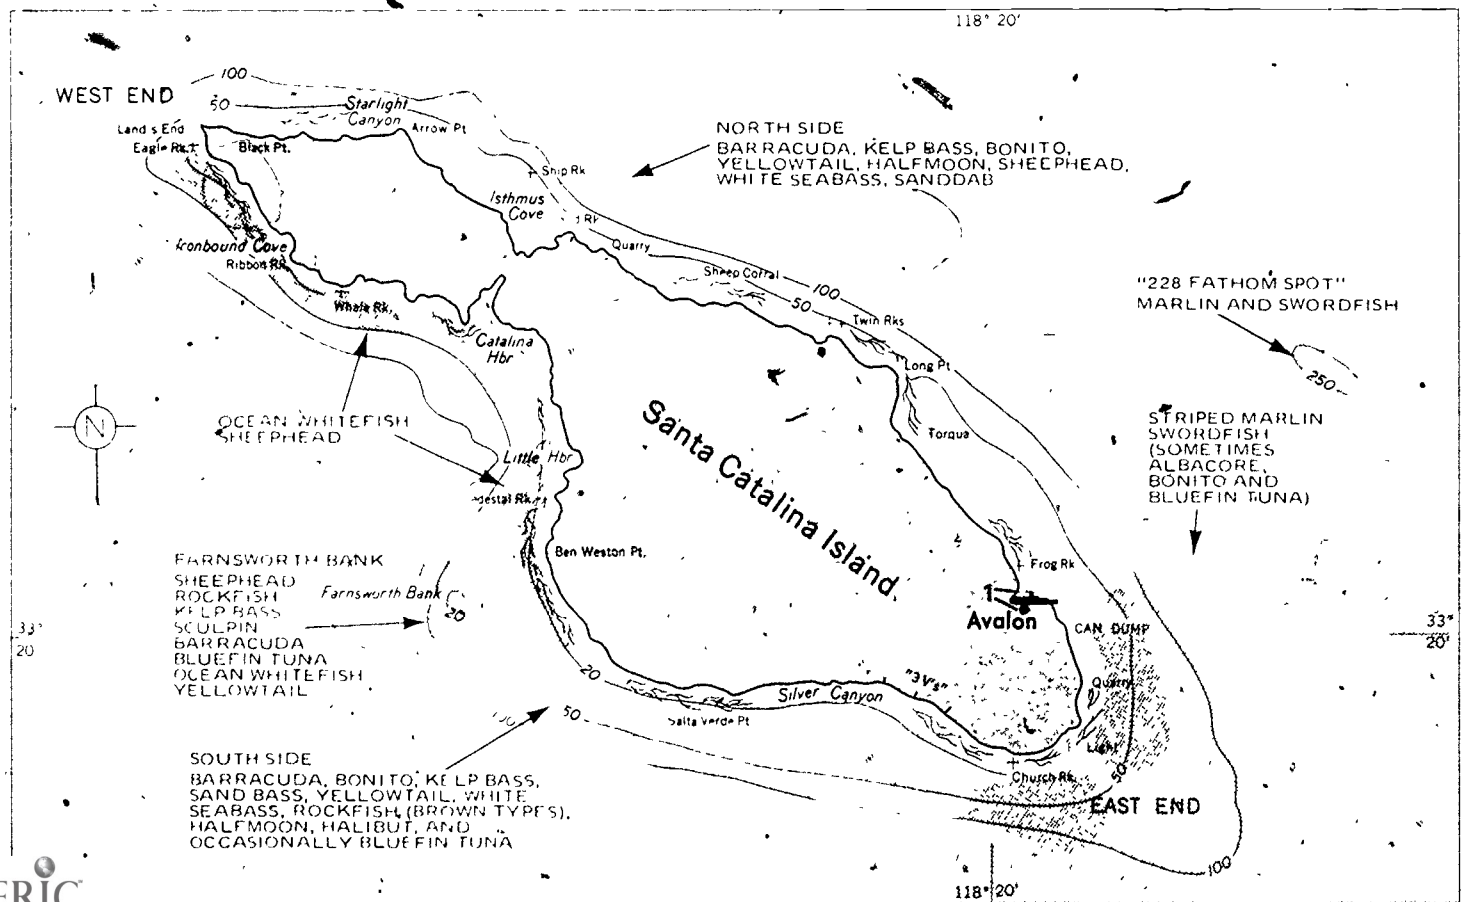 118° 20'
100
WEST END
50
Starlight
Canyon
Arrow Pt
Land s End
Eagle Rk.
Black Pt.
NORTH SIDE
BARRACUDA, KELP BASS, BONITO,
YELLOWTAIL, HALFMOON, SHEEPHEAD,
WHITE SEABASS, SANDDAB
Ship Rk
Isthmus
Cove
Quarry
Ironbound Cove
Ribbon Rk.
Sheep Corral
100
50
Twin Rks
"228 FATHOM SPOT"
MARLIN AND SWORDFISH
250
Whale Rk.
Catalina
Hbr
Long Pt
Torqua
N
OCEAN WHITEFISH
SHEEPHEAD
Little Hbr
Santa Catalina Island
STRIPED MARLIN
SWORDFISH
(SOMETIMES
ALBACORE,
BONITO AND
BLUEFIN TUNA)
Ben Weston Pt.
Frog Rk
FARNSWORTH BANK
SHEEPHEAD
ROCKFISH
KELP BASS
SCULPIN
BARRACUDA
BLUEFIN TUNA
OCEAN WHITEFISH
YELLOWTAIL
Farnsworth Bank
20
1
Avalon
CAN DUMP
33°
20
33°
20'
Quarry
20
"3 V's"
Silver Canyon
Salta Verde Pt
100
50
Light
Church Rk.
50
EAST END
100
SOUTH SIDE
BARRACUDA, BONITO, KELP BASS,
SAND BASS, YELLOWTAIL, WHITE
SEABASS, ROCKFISH (BROWN TYPES),
HALFMOON, HALIBUT, AND
OCCASIONALLY BLUEFIN TUNA
118° 20'
ERIC